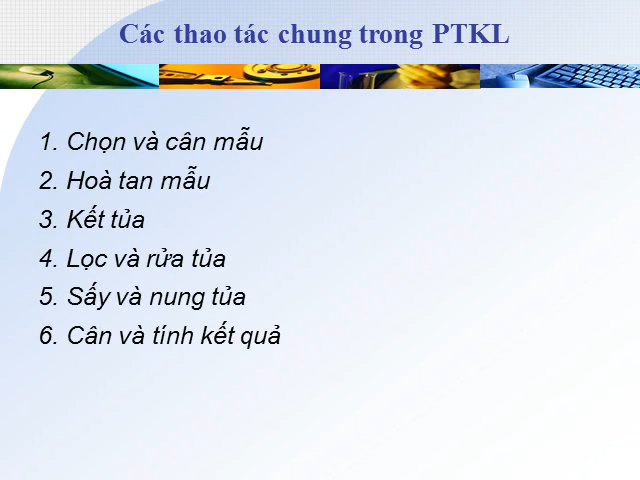 Các thao tác chung trong PTKL
1. Chọn và cân mẫu
2. Hoà tan mẫu
3. Kết tủa
4. Lọc và rửa tủa
5. Sấy và nung tủa
6. Cân và tính kết quả